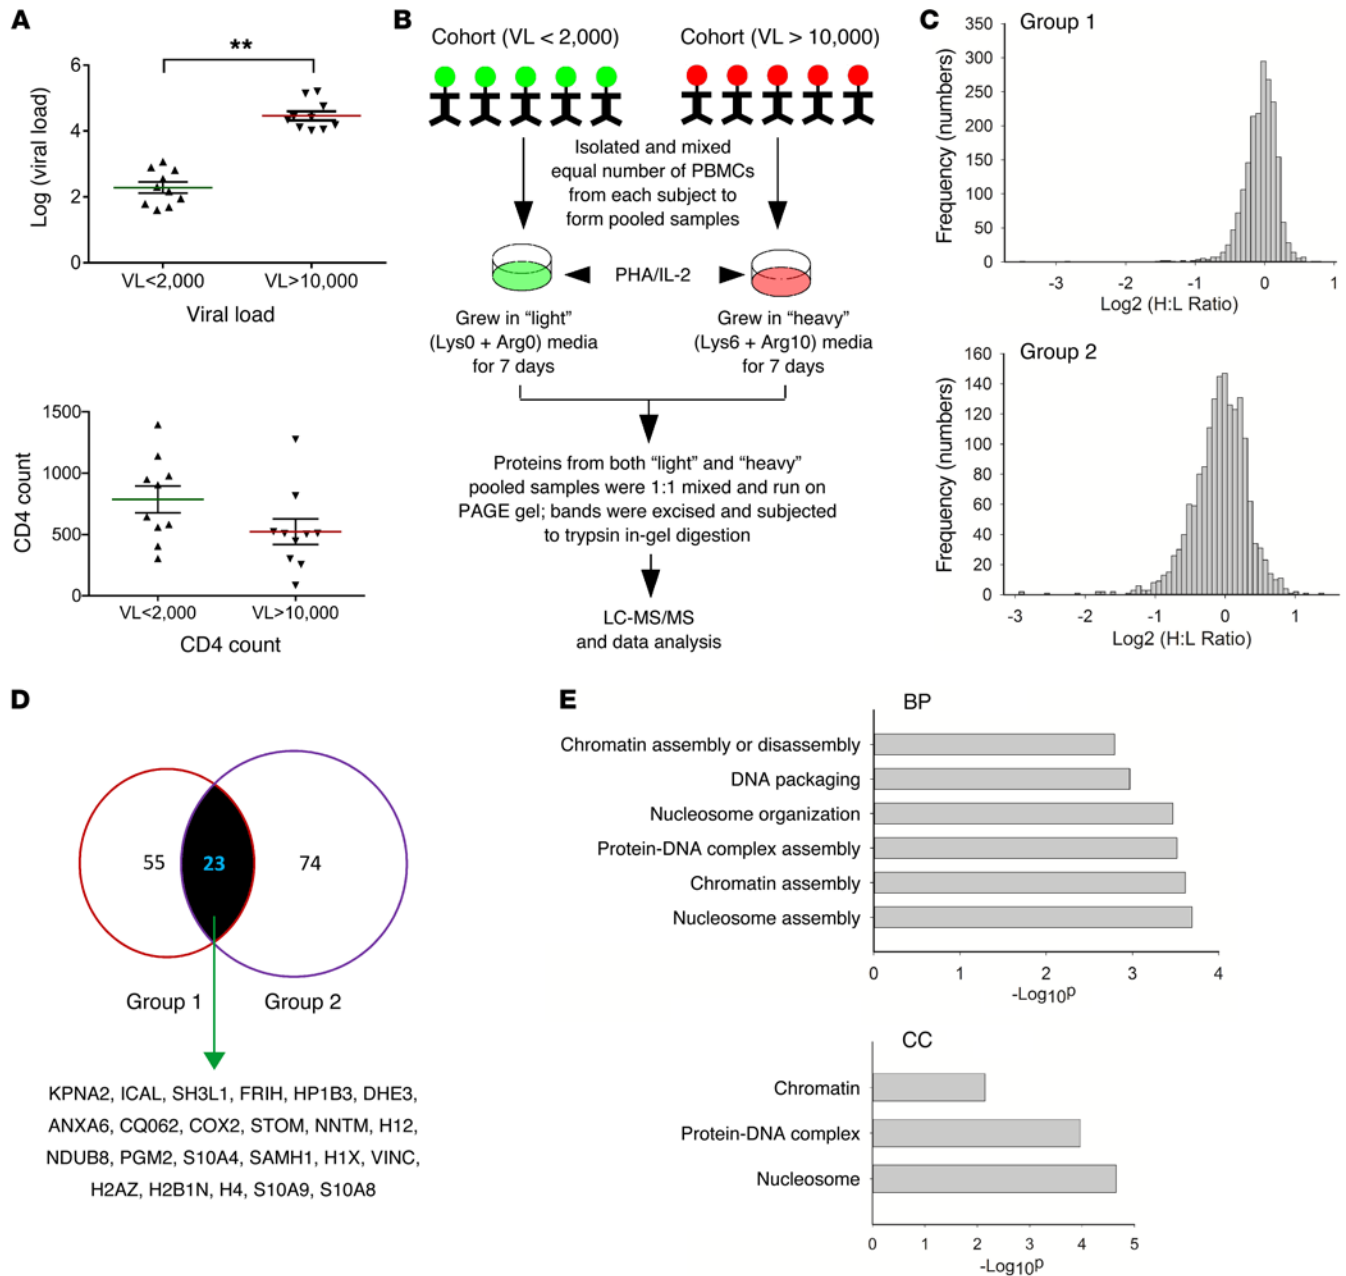 A
**
6
4
2
0
Log (viral load)
VL<2,000
VL>10,000
Viral load
1500
1000
500
0
CD4 count
VL<2,000
VL>10,000
CD4 count
B
Cohort (VL < 2,000)
Cohort (VL > 10,000)
Isolated and mixed
equal number of PBMCs
from each subject to
form pooled samples
PHA/IL-2
Grew in “light”
(Lys0 + Arg0) media
for 7 days
Grew in “heavy”
(Lys6 + Arg10) media
for 7 days
Proteins from both “light” and “heavy”
pooled samples were 1:1 mixed and run on
PAGE gel; bands were excised and subjected
to trypsin in-gel digestion
LC-MS/MS
and data analysis
C
Group 1
350
300
250
200
150
100
50
0
Frequency (numbers)
-3 -2 -1 0 1
Log2 (H:L Ratio)
Group 2
160
140
120
100
80
60
40
20
0
Frequency (numbers)
-3 -2 -1 0 1
Log2 (H:L Ratio)
D
55
23
74
Group 1
Group 2
KPNA2, ICAL, SH3L1, FRIH, HP1B3, DHE3,
ANXA6, CQ062, COX2, STOM, NNTM, H12,
NDUB8, PGM2, S10A4, SAMH1, H1X, VINC,
H2AZ, H2B1N, H4, S10A9, S10A8
E
BP
Chromatin assembly or disassembly
DNA packaging
Nucleosome organization
Protein-DNA complex assembly
Chromatin assembly
Nucleosome assembly
0 1 2 3 4
-Log10p
CC
Chromatin
Protein-DNA complex
Nucleosome
0 1 2 3 4 5
-Log10p